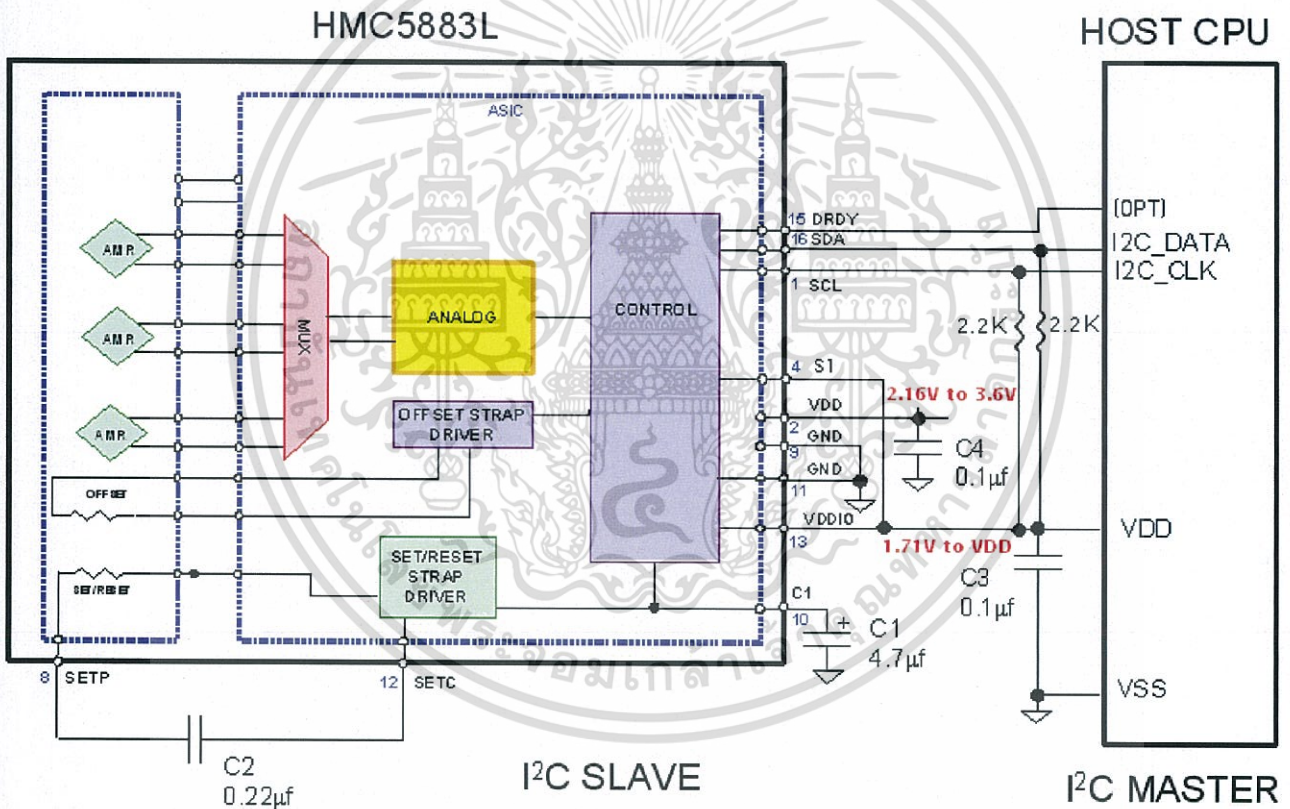 HMC5883L
HOST CPU
ASIC
AMR
AMR
AMR
MUX
ANALOG
CONTROL
OFFSET STRAP
DRIVER
OFFSET
SET/RESET
STRAP
DRIVER
SET/RESET
15 DRDY
16 SDA
1 SCL
4 S1
VDD
2
GND
9
GND
11
VDDIO
13
C1
10
2.16V to 3.6V
C4
0.1µf
1.71V to VDD
C3
0.1µf
+
C1
4.7µf
2.2K
2.2K
(OPT)
I2C_DATA
I2C_CLK
VDD
VSS
8 SETP
12 SETC
C2
0.22µf
I²C SLAVE
I²C MASTER